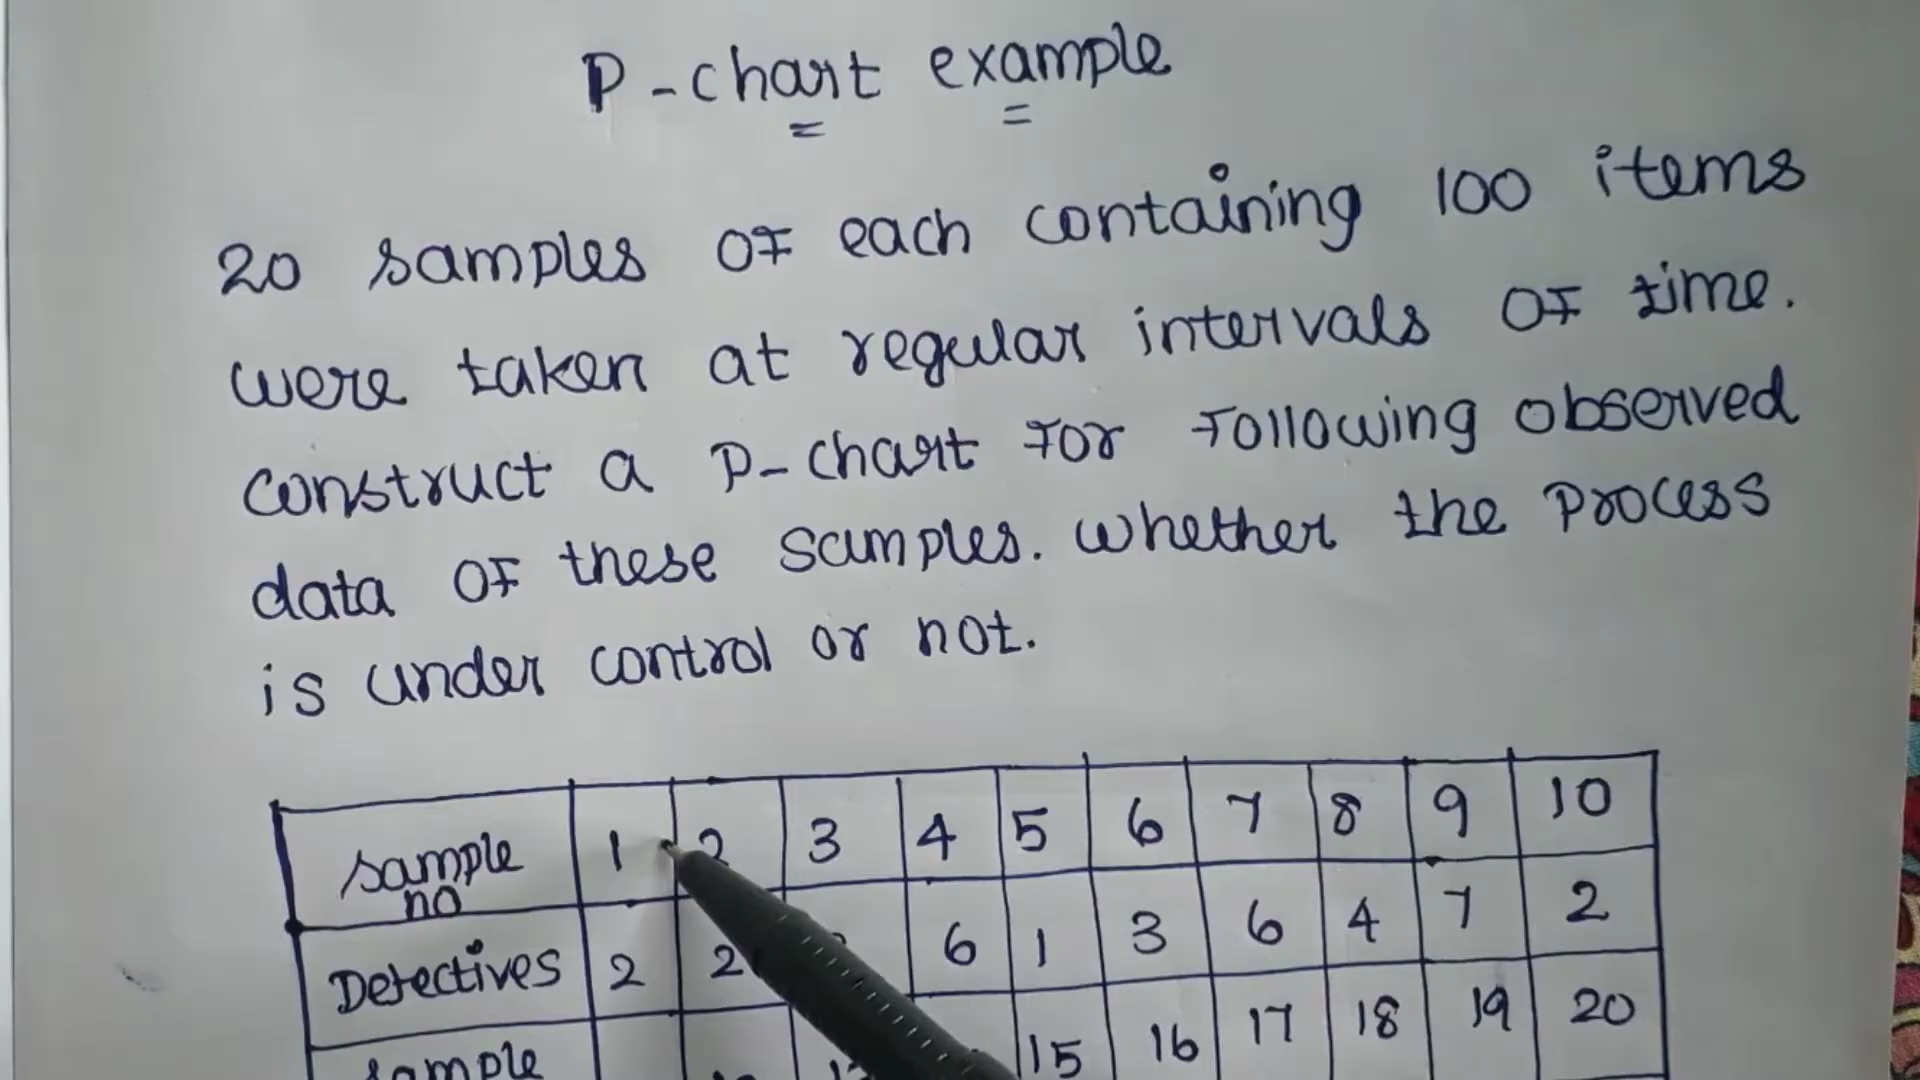 P-chart example
20 samples of each containing 100 items
were taken at regular intervals of time.
construct a P-chart for following observed
data of these samples. whether the process
is under control or not.
sample no 1 2 3 4 5 6 7 8 9 10
Defectives 2 2 6 1 3 6 4 7 2
sample 15 16 17 18 19 20